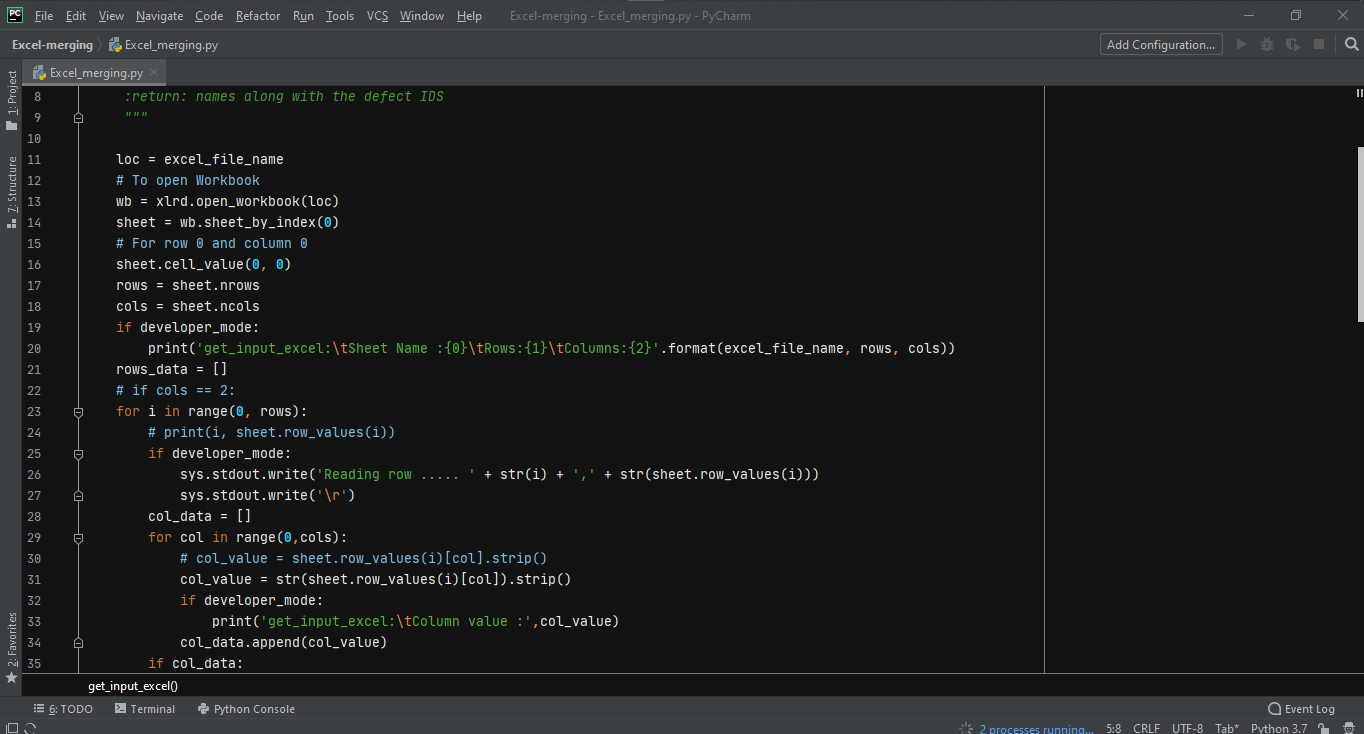 PC File Edit View Navigate Code Refactor Run Tools VCS Window Help Excel-merging - Excel_merging.py - PyCharm
Excel-merging Excel_merging.py Add Configuration...
Excel_merging.py
1: Project
7: Structure
2: Favorites
8 :return: names along with the defect IDS
9 """
10
11 loc = excel_file_name
12 # To open Workbook
13 wb = xlrd.open_workbook(loc)
14 sheet = wb.sheet_by_index(0)
15 # For row 0 and column 0
16 sheet.cell_value(0, 0)
17 rows = sheet.nrows
18 cols = sheet.ncols
19 if developer_mode:
20 print('get_input_excel:\tSheet Name :{0}\tRows:{1}\tColumns:{2}'.format(excel_file_name, rows, cols))
21 rows_data = []
22 # if cols == 2:
23 for i in range(0, rows):
24 # print(i, sheet.row_values(i))
25 if developer_mode:
26 sys.stdout.write('Reading row ..... ' + str(i) + ',' + str(sheet.row_values(i)))
27 sys.stdout.write('\r')
28 col_data = []
29 for col in range(0,cols):
30 # col_value = sheet.row_values(i)[col].strip()
31 col_value = str(sheet.row_values(i)[col]).strip()
32 if developer_mode:
33 print('get_input_excel:\tColumn value :',col_value)
34 col_data.append(col_value)
35 if col_data:
get_input_excel()
6: TODO Terminal Python Console Event Log
2 processes running... 5:8 CRLF UTF-8 Tab* Python 3.7